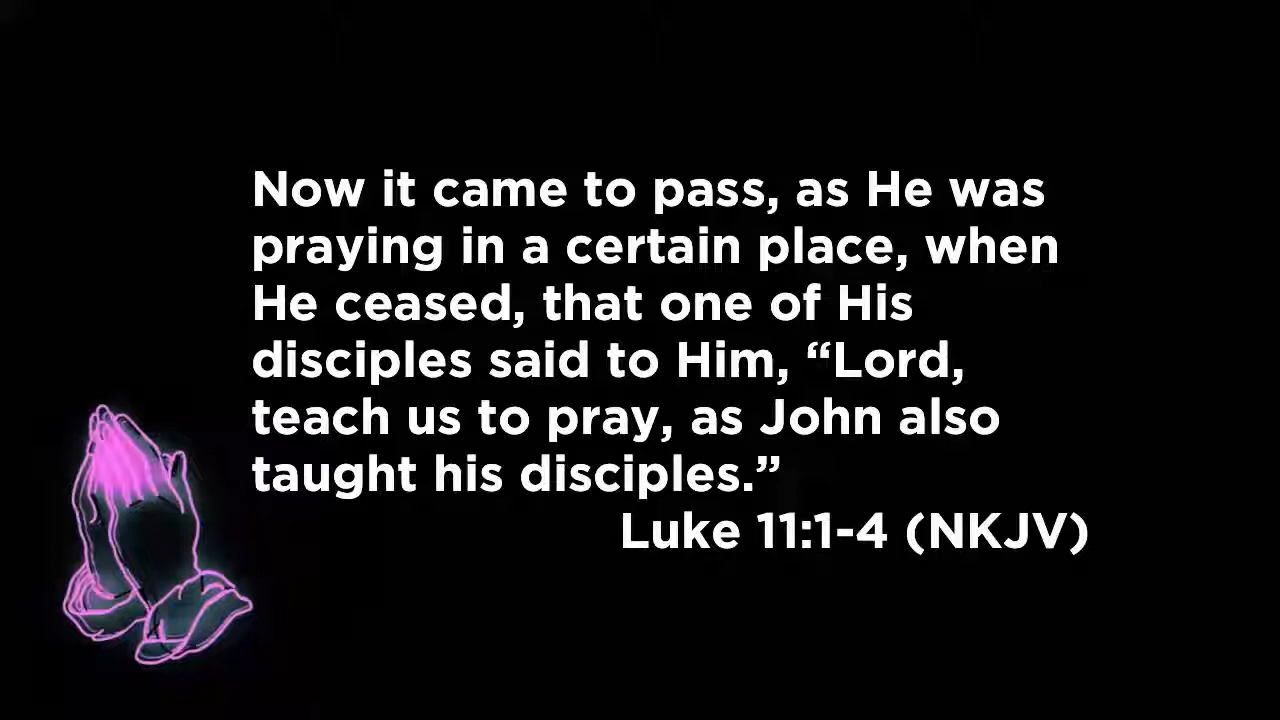 Now it came to pass, as He was
praying in a certain place, when
He ceased, that one of His
disciples said to Him, “Lord,
teach us to pray, as John also
taught his disciples.”
Luke 11:1-4 (NKJV)